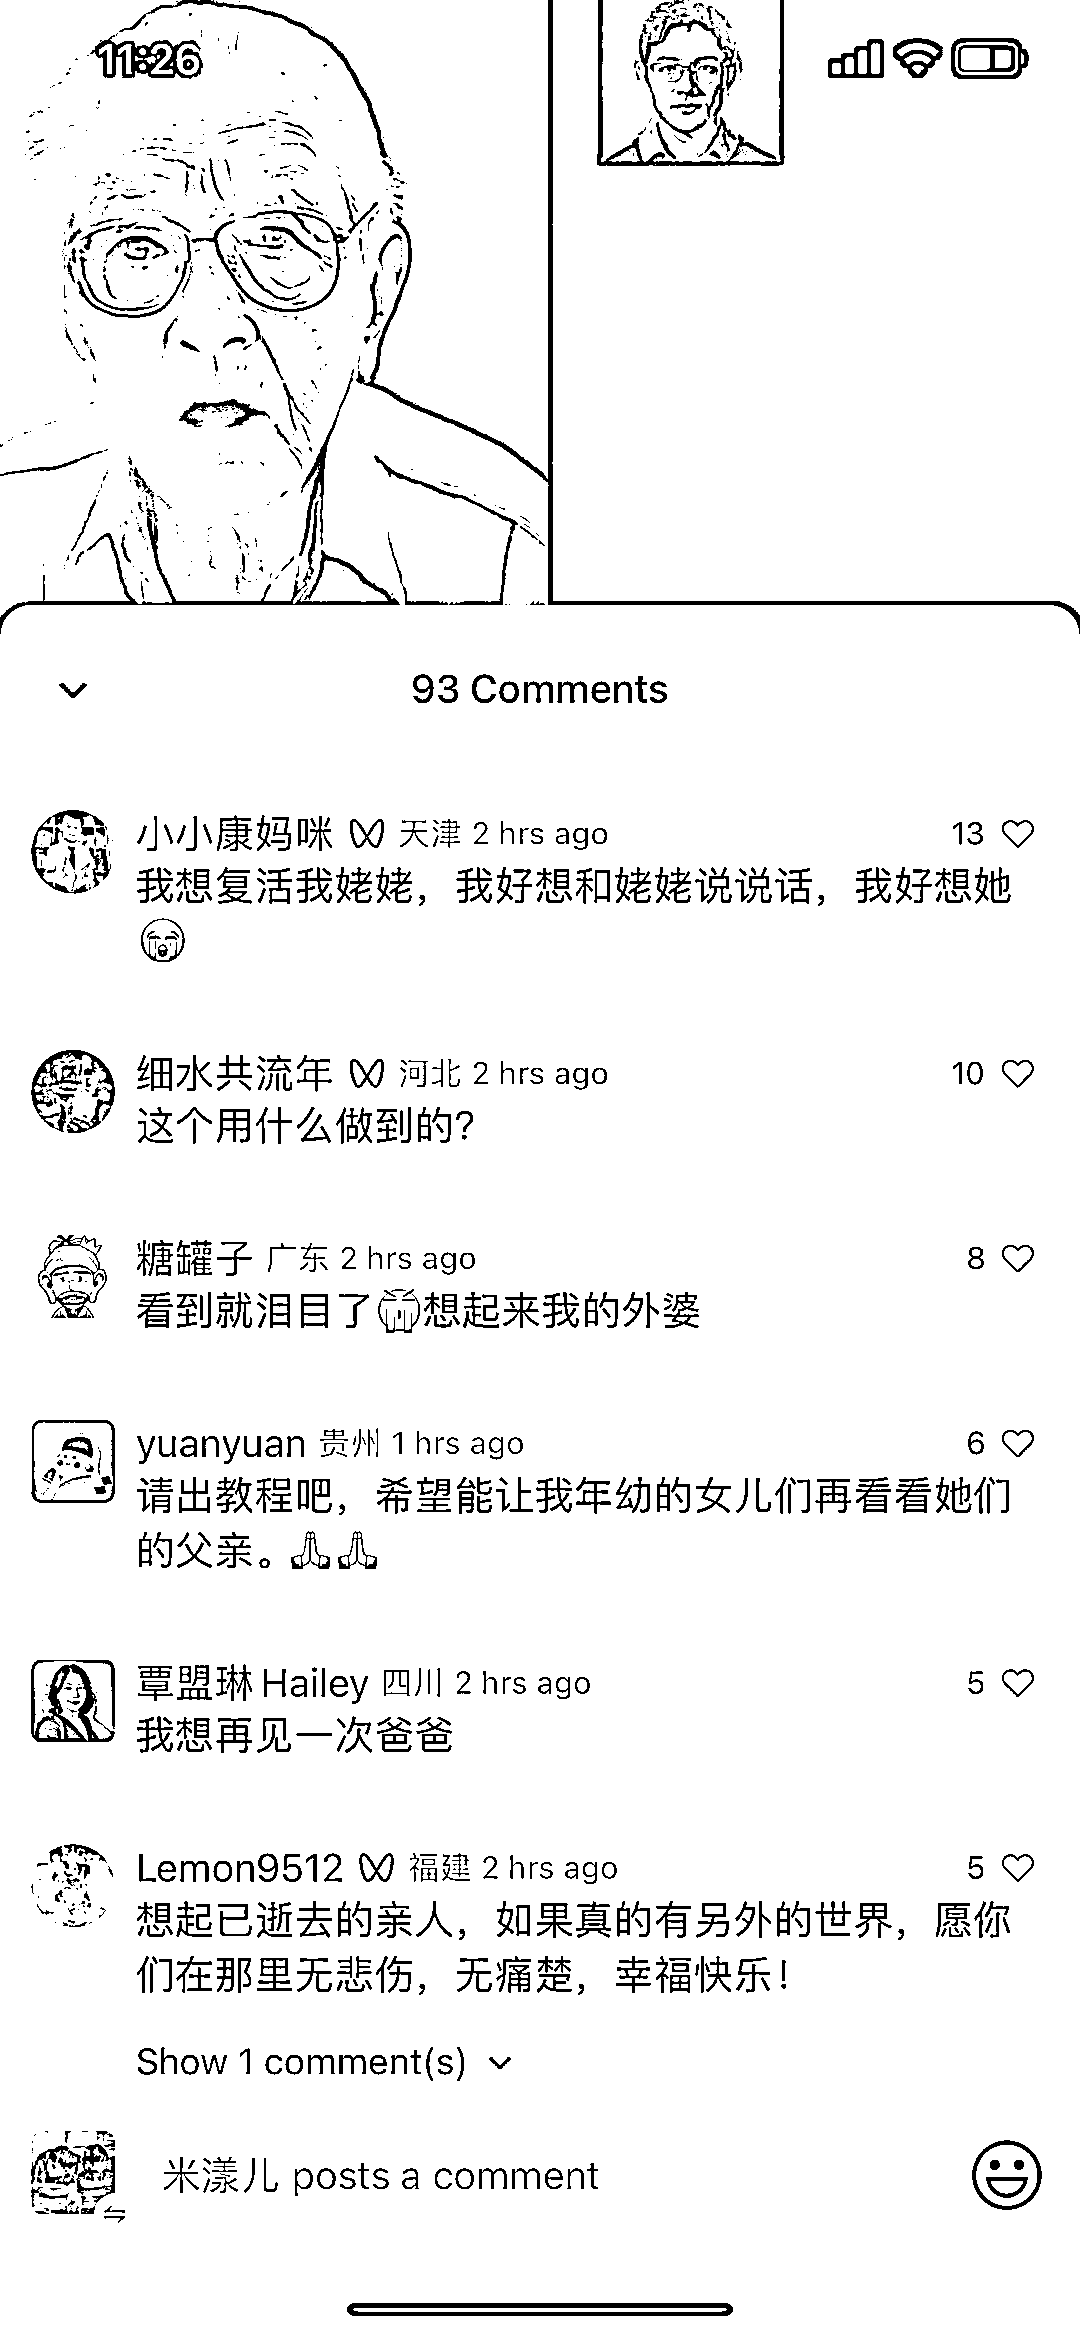 11:26
93 Comments
小小康妈咪 天津 2 hrs ago 13
我想复活我姥姥，我好想和姥姥说说话，我好想她
😭
细水共流年 河北 2 hrs ago 10
这个用什么做到的？
糖罐子 广东 2 hrs ago 8
看到就泪目了想起来我的外婆
yuanyuan 贵州 1 hrs ago 6
请出教程吧，希望能让我年幼的女儿们再看看她们
的父亲。🙏🙏
覃盟琳Hailey 四川 2 hrs ago 5
我想再见一次爸爸
Lemon9512 福建 2 hrs ago 5
想起已逝去的亲人，如果真的有另外的世界，愿你
们在那里无悲伤，无痛楚，幸福快乐！
Show 1 comment(s)
米漾儿 posts a comment